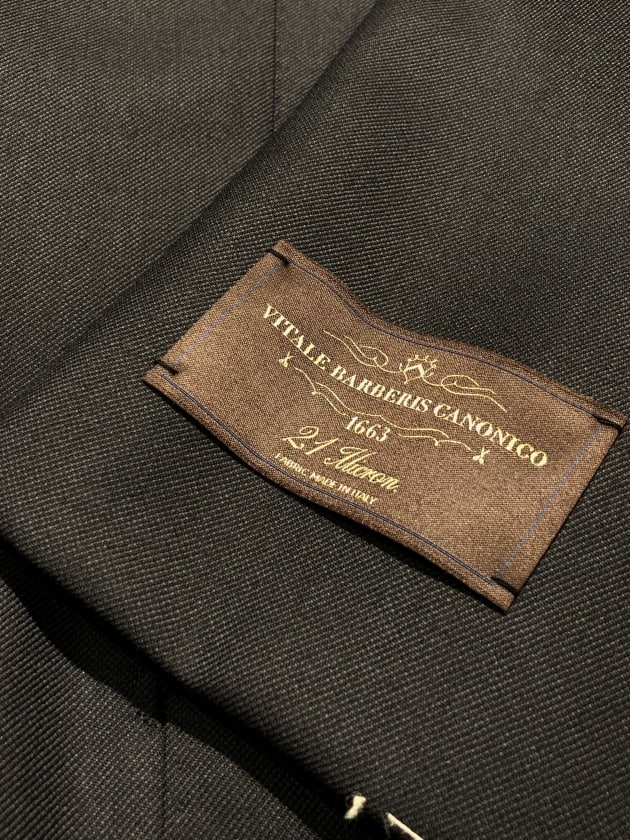 VITALE BARBERIS CANONICO
1663
21 Micron.
FABRIC MADE IN ITALY